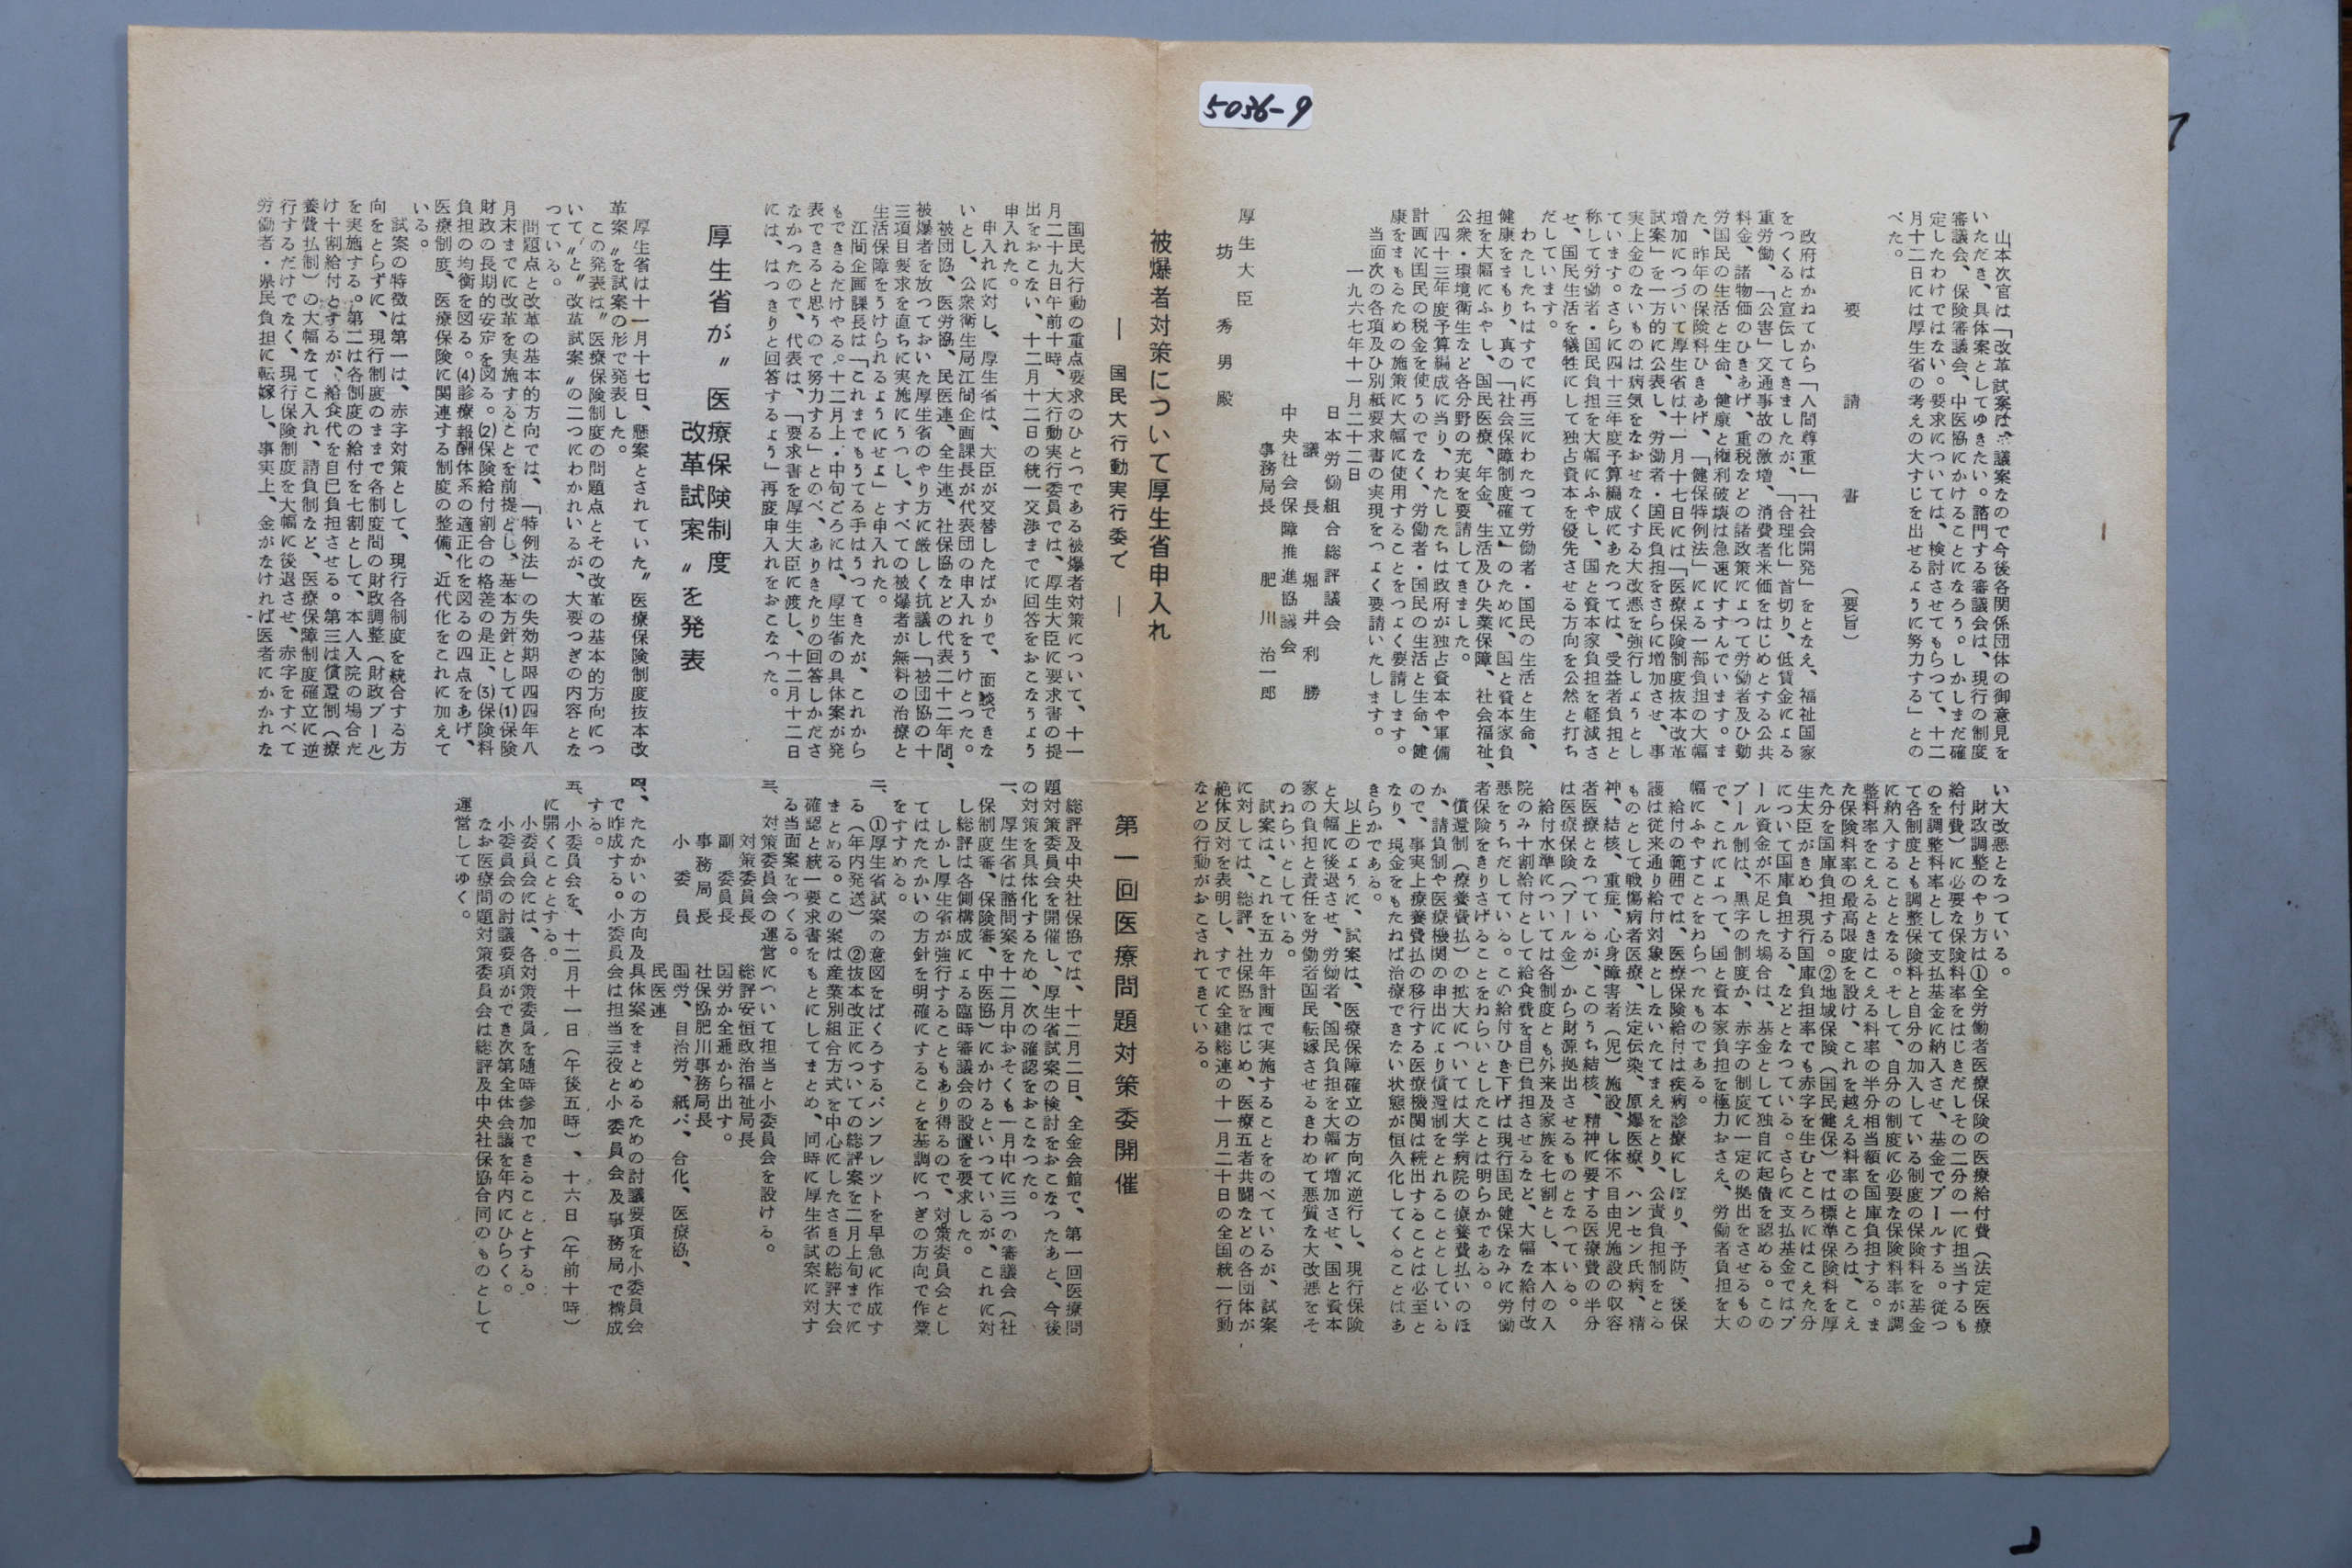 5036-9
山本次官は「改革試案は、議案なので今後各関係団体の御意見を
いただき、具体案としてゆきたい。諮門する審議会は、現行の制度
審議会、保険審議会、中医協にかけることになろう。しかしまだ確
定したわけではない。要求については、検討させてもらつて、十二
月十二日には厚生省の考えの大すじを出せるように努力する」との
べた。
要請書(要旨)
政府はかねてから「人間尊重」「社会開発」をとなえ、福祉国家
をつくると宣伝してきましたが、「合理化」首切り、低賃金による
重労働、「公害」交通事故の激増、消費者米価をはじめとする公共
料金、諸物価のひきあげ、重税などの諸政策によつて労働者及ひ勤
労国民の生活と生命、健康と権利破壊は急速にすすんでいます。ま
た、昨年の保険料ひきあげ、「健保特例法」による一部負担の大幅
増加につづいて厚生省は十一月十七日には「医療保険制度抜本改革
試案」を一方的に公表し、労働者・国民負担をさらに増加させ、事
実上金のないものは病気をなおせなくする大改悪を強行しようとし
ています。さらに四十三年度予算編成にあたつては、受益者負担と
称して労働者・国民負担を大幅にふやし、国と資本家負担を軽減さ
せ、国民生活を犠牲にして独占資本を優先させる方向を公然と打ち
だしています。
わたしたちはすでに再三にわたつて労働者・国民の生活と生命、
健康をまもり、真の「社会保障制度確立」のために、国と資本家負
担を大幅にふやし、国民医療、年金、生活及ひ失業保障、社会福祉、
公衆・環境衛生など各分野の充実を要請してきました。
四十三年度予算編成に当り、わたしたちは政府が独占資本や軍備
計画に国民の税金を使うのでなく、労働者・国民の生活と生命、健
康をまもるための施策に大幅に使用することをつよく要請します。
当面次の各項及ひ別紙要求書の実現をつよく要請いたします。
一九六七年十一月二十二日
日本労働組合総評議会
議長 堀井利勝
中央社会保障推進協議会
事務局長 肥川治一郎
厚生大臣
坊秀男殿
被爆者対策について厚生省申入れ
― 国民大行動実行委で ―
国民大行動の重点要求のひとつである被爆者対策について、十一
月二十九日午前十時、大行動実行委員では、厚生大臣に要求書の提
出をおこない、十二月十二日の統一交渉までに回答をおこなうよう
申入れた。
申入れに対し、厚生省は、大臣が交替したばかりで、面談できな
いとし、公衆衛生局江間企画課長が代表団の申入れをうけとつた。
被団協、医労協、民医連、全生連、社保協などの代表二十二年間、
被爆者を放つておいた厚生省のやり方に厳しく抗議し「被団協の十
三項目要求を直ちに実施にうつし、すべての被爆者が無料の治療と
生活保障をうけられるようにせよ」と申入れた。
江間企画課長は「これまでもうてる手はうつてきたが、これから
もできるだけやる。十二月上・中旬ごろには、厚生省の具体案が発
表できると思うので努力する」とのべ、ありきたりの回答しかださ
なかつたので、代表は、「要求書を厚生大臣に渡し、十二月十二日
には、はつきりと回答するよう」再度申入れをおこなつた。
厚生省が〃医療保険制度
改革試案〃を発表
厚生省は十一月十七日、懸案とされていた〃医療保険制度抜本改
革案〃を試案の形で発表した。
この発表は〃医療保険制度の問題点とその改革の基本的方向につ
いて〃と〃改革試案〃の二つにわかれいるが、大要つぎの内容とな
つている。
問題点と改革の基本的方向では、「特例法」の失効期限四四年八
月末までに改革を実施することを前提とし、基本方針として(1)保険
財政の長期的安定を図る。(2)保険給付割合の格差の是正、(3)保険料
負担の均衡を図る。(4)診療報酬体系の適正化を図るの四点をあげ、
医療制度、医療保険に関連する制度の整備、近代化をこれに加えて
いる。
試案の特徴は第一は、赤字対策として、現行各制度を統合する方
向をとらずに、現行制度のままで各制度間の財政調整(財政プール)
を実施する。第二は各制度の給付を七割として、本人入院の場合だ
け十割給付とするが、給食代を自己負担させる。第三は償還制(療
養費払制)の大幅なてこ入れ、請負制など、医療保障制度確立に逆
行するだけでなく、現行保険制度を大幅に後退させ、赤字をすべて
労働者・県民負担に転嫁し、事実上、金がなければ医者にかかれな
い大改悪となつている。
財政調整のやり方は①全労働者医療保険の医療給付費(法定医療
給付費)に必要な保険料率をはじきだしその二分の一に担当するも
のを調整料率として支払基金に納入させ、基金でプールする。従つ
て各制度とも調整保険料と自分の加入している制度の保険料を基金
に納入することとなる。そして、自分の制度に必要な保険料率が調
整料率をこえるときはこえる料率の半分相当額を国庫負担する。ま
た保険料率の最高限度を設け、これを越える料率のところは、こえ
た分を国庫負担する。②地域保険(国民健保)では標準保険料を厚
生大臣がきめ、現行国庫負担率でも赤字を生むところにはこえた分
について国庫負担する、などとなつている。さらに支払基金ではプ
ール資金が不足した場合は、基金として独自に起債を認める。この
プール制は、黒字の制度か、赤字の制度に一定の拠出をさせるもの
で、これによつて、国と資本家負担を極力おさえ、労働者負担を大
幅にふやすことをねらつたものである。
給付の範囲では、医療保険給付は疾病診療にしぼり、予防、後保
護は従来通り給付対象としないたてまえをとり、公責負担制をとる
ものとして戦傷病者医療、法定伝染、原爆医療、ハンセン氏病、精
神、結核、重症、心身障害者(児)施設、し体不自由児施設の収容
者医療となつているが、このうち結核、精神に要する医療費の半分
は医療保険(プール金)から財源拠出させるものとなつている。
給付水準については各制度とも外来及家族を七割とし、本人の入
院のみ十割給付として給食費を自己負担させるなど、大幅な給付改
悪をうちだしている。この給付ひき下げは現行国民健保なみに労働
者保険をきりさげることをねらいとしたことは明らかである。
償還制(療養費払)の拡大については大学病院の療養費払いのほ
か、請負制や医療機関の申出により償還制をとれることとしている
ので、事実上療養費払の移行する医療機関は続出することは必至と
なり、現金をもたねば治療できない状態が恒久化してくることはあ
きらかである。
以上のように、試案は、医療保障確立の方向に逆行し、現行保険
と大幅に後退させ、労働者、国民負担を大幅に増加させ、国と資本
家の負担と責任を労働者国民転嫁させるきわめて悪質な大改悪をそ
のねらいとしている。
試案は、これを五カ年計画で実施することをのべているが、試案
に対しては、総評、社保協をはじめ、医療五者共闘などの各団体が
絶体反対を表明し、すでに全建総連の十一月二十日の全国統一行動
などの行動がおこされてきている。
第一回医療問題対策委開催
総評及中央社保協では、十二月二日、全金会館で、第一回医療問
題対策委員会を開催し、厚生省試案の検討をおこなつたあと、今後
の対策を具体化するため、次の確認をおこなつた。
一、厚生省は諮問案を十二月中おそくも一月中に三つの審議会(社
保制度審、保険審、中医協)にかけるといつているが、これに対
し総評は各側構成による臨時審議会の設置を要求した。
しかし厚生省が強行することもあり得るので、対策委員会とし
てはたたかいの方針を明確にすることを基調につぎの方向で作業
をすすめる。
二、①厚生省試案の意図をばくろするパンフレツトを早急に作成す
る(年内発送)②抜本改正についての総評案を二月上旬までに
まとめる。この案は産業別組合方式を中心にしたさきの総評大会
確認と統一要求書をもとにしてまとめ、同時に厚生省試案に対す
る当面案をつくる。
三、対策委員会の運営について担当と小委員会を設ける。
対策委員長 総評安恒政治福祉局長
副委員長 国労か全逓から出す。
事務局長 社保協肥川事務局長
小委員 国労、自治労、紙パ、合化、医療協、
民医連
四、たたかいの方向及具体案をまとめるための討議要項を小委員会
で昨成する。小委員会は担当三役と小委員会及事務局で構成
する。
五、小委員会を、十二月十一日(午後五時)、十六日(午前十時)
に開くこととする。
小委員会には、各対策委員を随時参加できることとする。
小委員会の討議要項ができ次第全体会議を年内にひらく。
なお医療問題対策委員会は総評及中央社保協合同のものとして
運営してゆく。